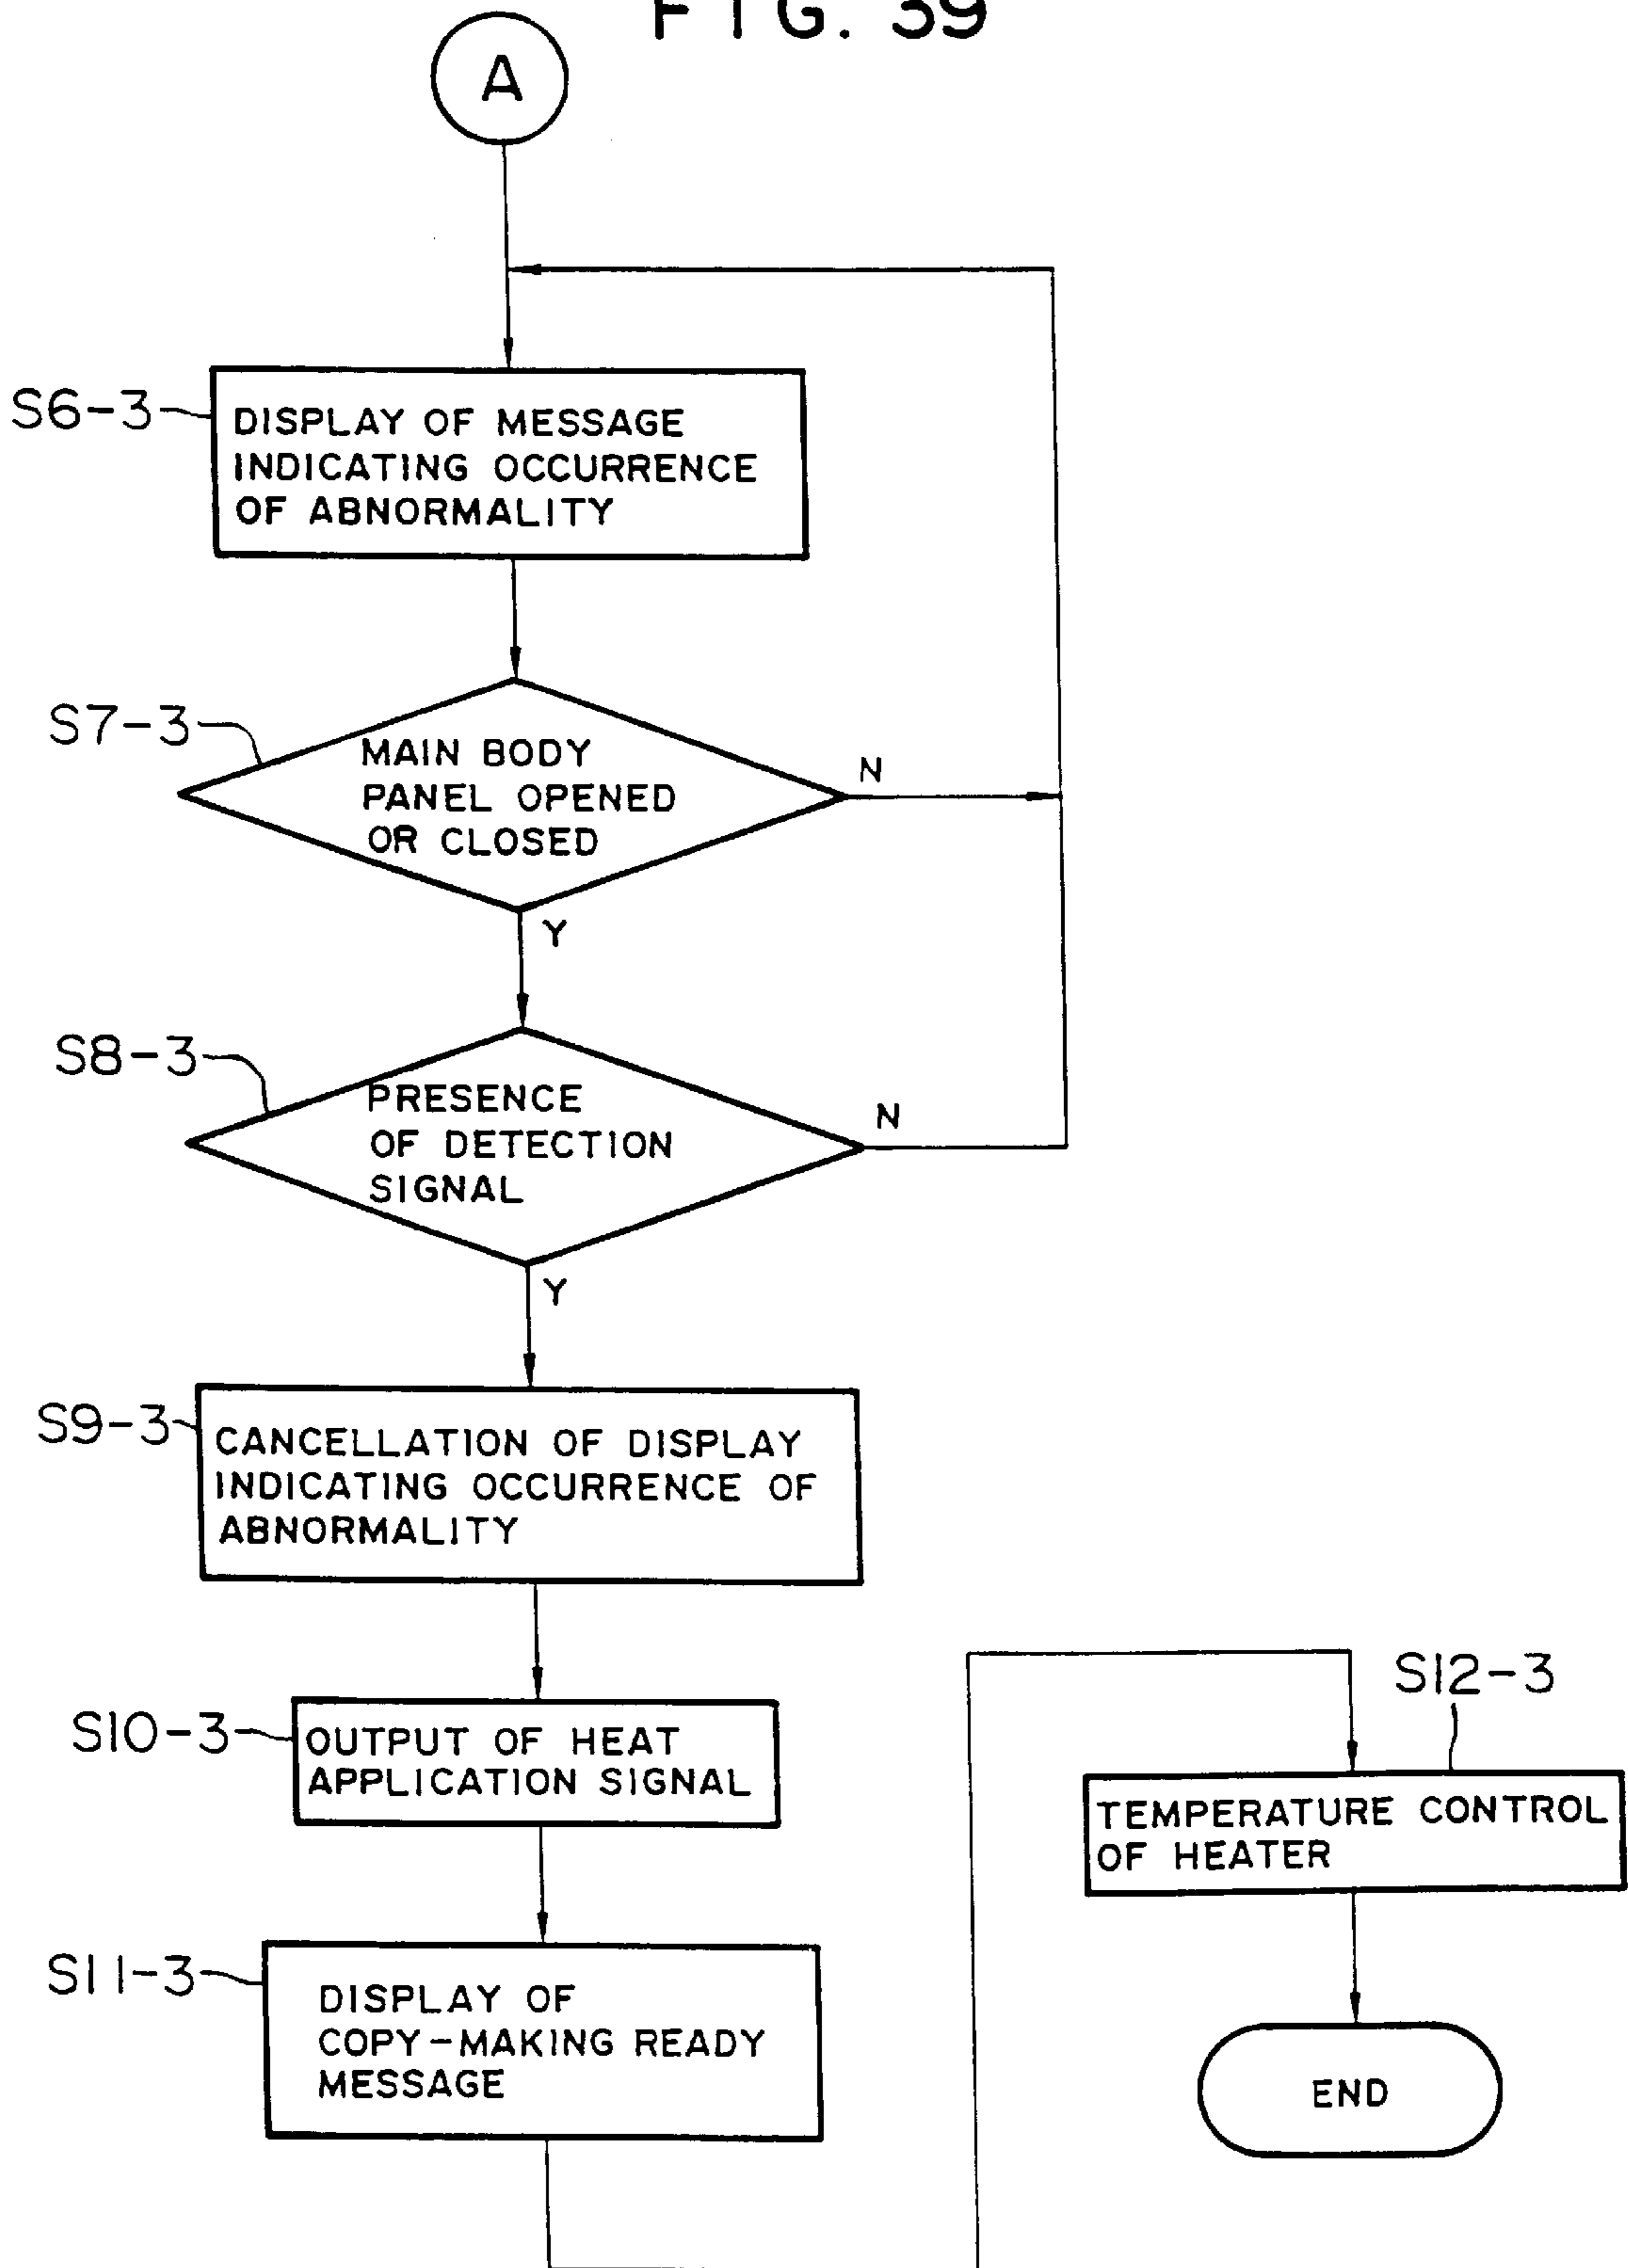 FIG. 39
A
S6-3
DISPLAY OF MESSAGE
INDICATING OCCURRENCE
OF ABNORMALITY
S7-3
MAIN BODY
PANEL OPENED
OR CLOSED
N
Y
S8-3
PRESENCE
OF DETECTION
SIGNAL
N
Y
S9-3
CANCELLATION OF DISPLAY
INDICATING OCCURRENCE OF
ABNORMALITY
S10-3
OUTPUT OF HEAT
APPLICATION SIGNAL
S11-3
DISPLAY OF
COPY-MAKING READY
MESSAGE
S12-3
TEMPERATURE CONTROL
OF HEATER
END